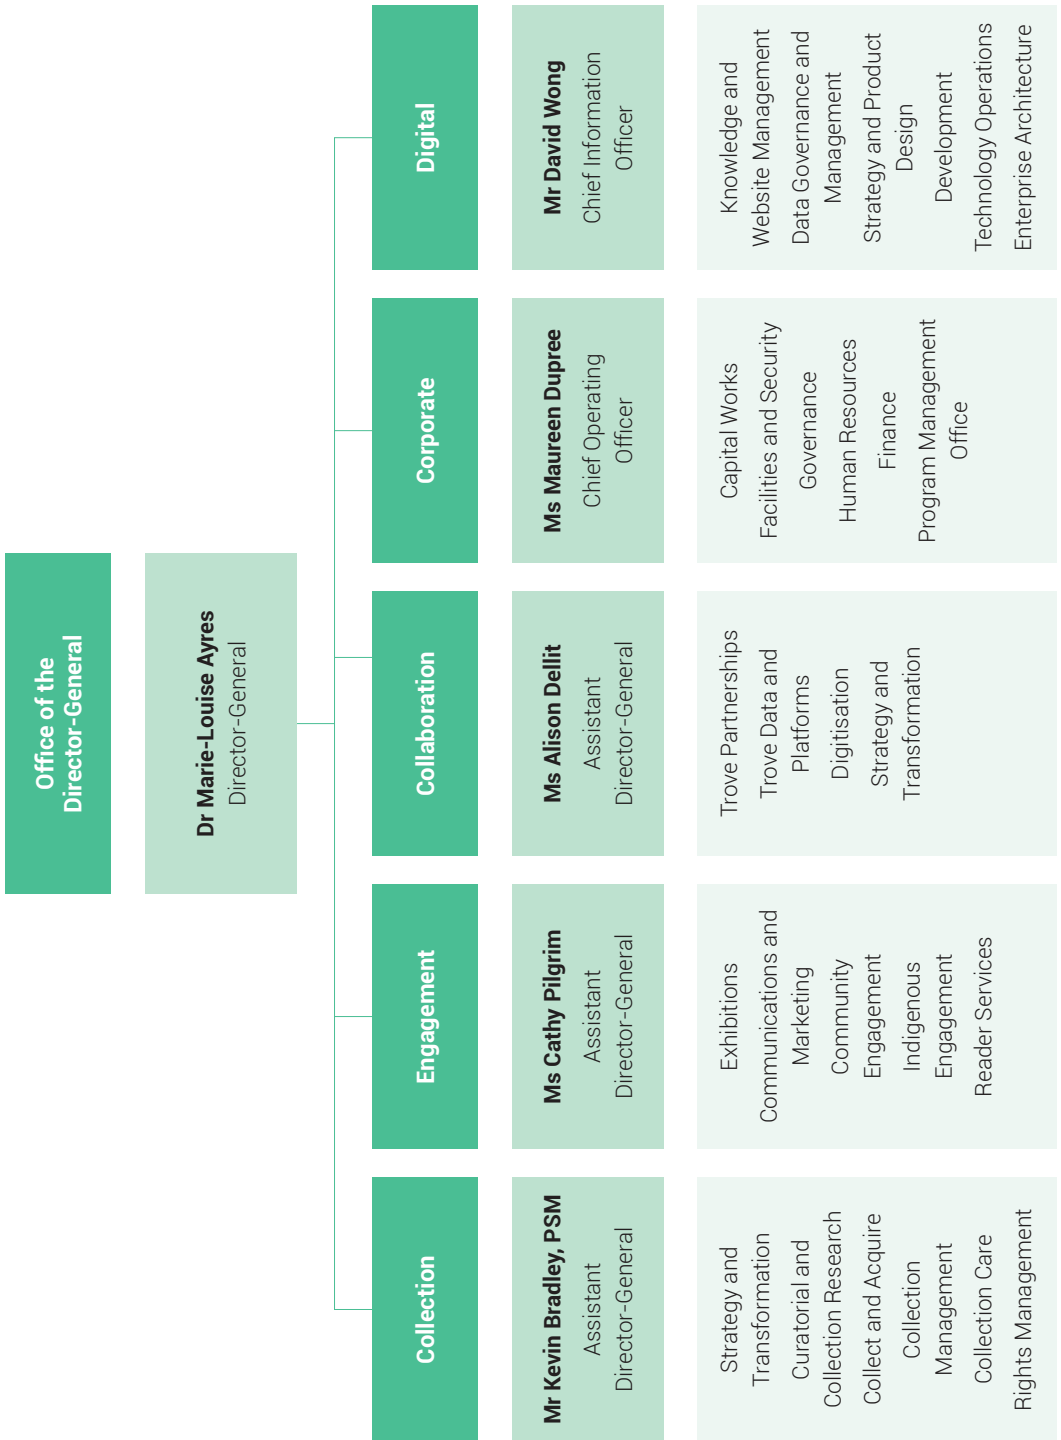 Office of the
Director-General
Dr Marie-Louise Ayres
Director-General
Collection
Mr Kevin Bradley, PSM
Assistant
Director-General
Strategy and
Transformation
Curatorial and
Collection Research
Collect and Acquire
Collection
Management
Collection Care
Rights Management
Engagement
Ms Cathy Pilgrim
Assistant
Director-General
Exhibitions
Communications and
Marketing
Community
Engagement
Indigenous
Engagement
Reader Services
Collaboration
Ms Alison Dellit
Assistant
Director-General
Trove Partnerships
Trove Data and
Platforms
Digitisation
Strategy and
Transformation
Corporate
Ms Maureen Dupree
Chief Operating
Officer
Capital Works
Facilities and Security
Governance
Human Resources
Finance
Program Management
Office
Digital
Mr David Wong
Chief Information
Officer
Knowledge and
Website Management
Data Governance and
Management
Strategy and Product
Design
Development
Technology Operations
Enterprise Architecture